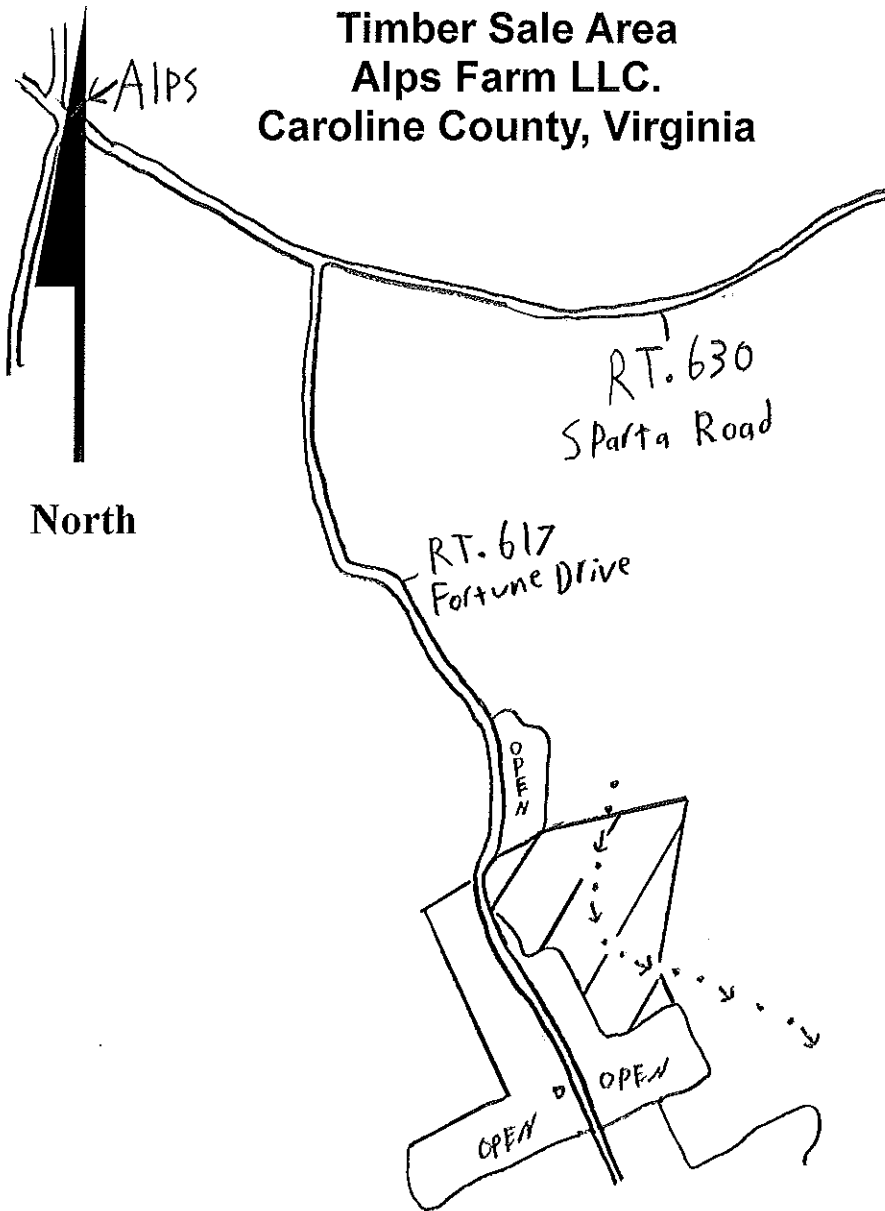 Timber Sale Area
Alps Farm LLC.
Caroline County, Virginia
Alps
RT. 630
Sparta Road
North
RT. 617
Fortune Drive
OPEN
OPEN
OPEN